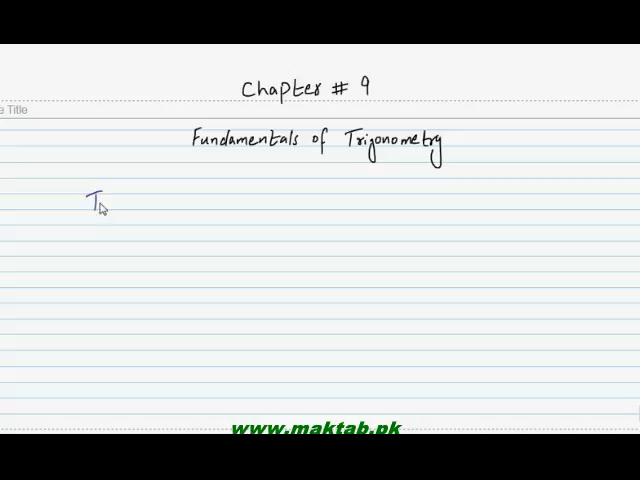 Chapter # 9
e Title
Fundamentals of Trigonometry
T
www.maktab.pk